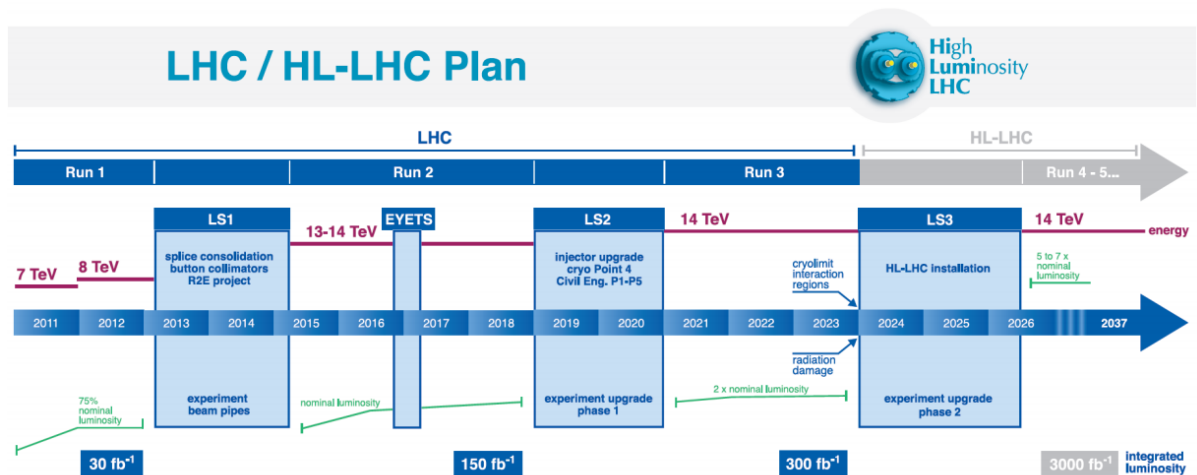 LHC / HL-LHC Plan
High
Luminosity
LHC
LHC
HL-LHC
Run 1
Run 2
Run 3
Run 4 - 5...
LS1
EYETS
LS2
LS3
13-14 TeV
14 TeV
14 TeV
energy
7 TeV
8 TeV
splice consolidation
button collimators
R2E project
injector upgrade
cryo Point 4
Civil Eng. P1-P5
cryolimit
interaction
regions
HL-LHC installation
5 to 7 x
nominal
luminosity
2011
2012
2013
2014
2015
2016
2017
2018
2019
2020
2021
2022
2023
2024
2025
2026
2037
radiation
damage
75%
nominal
luminosity
experiment
beam pipes
nominal luminosity
experiment upgrade
phase 1
2 x nominal luminosity
experiment upgrade
phase 2
30 fb⁻¹
150 fb⁻¹
300 fb⁻¹
3000 fb⁻¹
integrated
luminosity